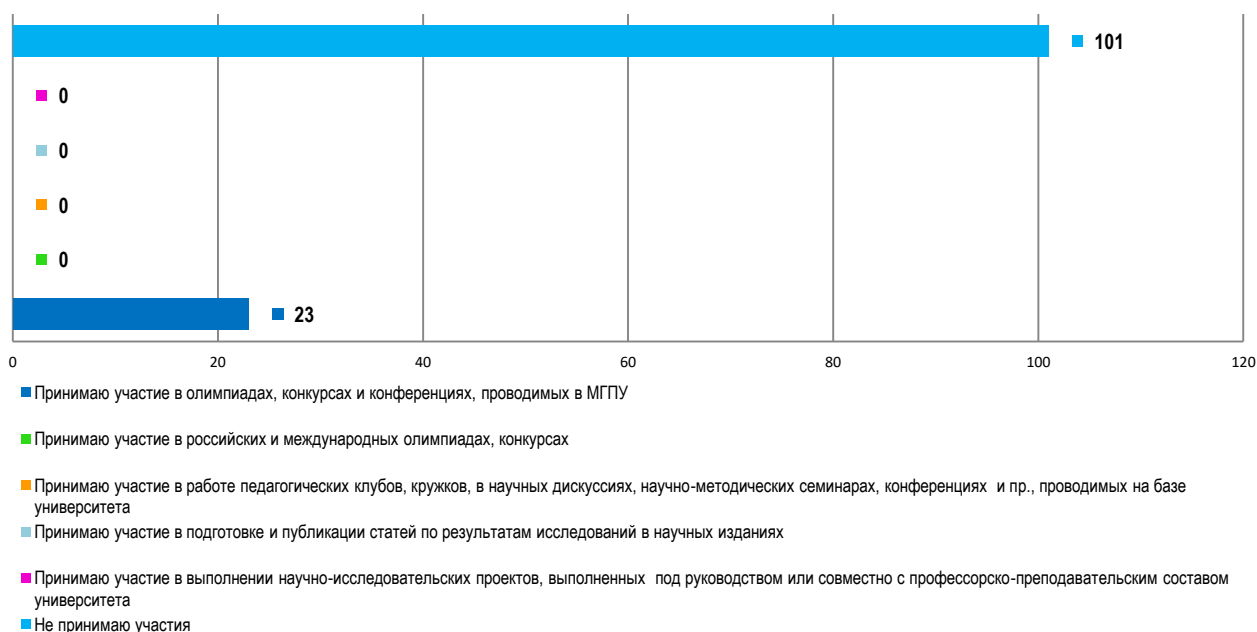 101
0
0
0
0
23
0 20 40 60 80 100 120
Принимаю участие в олимпиадах, конкурсах и конференциях, проводимых в МГПУ
Принимаю участие в российских и международных олимпиадах, конкурсах
Принимаю участие в работе педагогических клубов, кружков, в научных дискуссиях, научно-методических семинарах, конференциях и пр., проводимых на базе
университета
Принимаю участие в подготовке и публикации статей по результатам исследований в научных изданиях
Принимаю участие в выполнении научно-исследовательских проектов, выполненных под руководством или совместно с профессорско-преподавательским составом
университета
Не принимаю участия